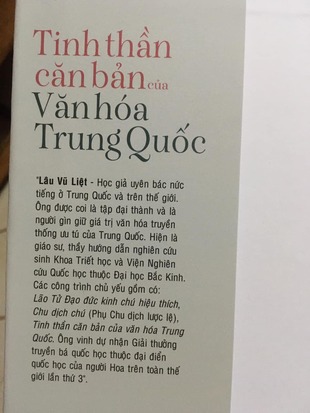 Tinh thần
căn bản của
Văn hóa
Trung Quốc
"Lâu Vũ Liệt - Học giả uyên bác nức
tiếng ở Trung Quốc và trên thế giới.
Ông được coi là tập đại thành và là
người gìn giữ giá trị văn hóa truyền
thống ưu tú của Trung Quốc. Hiện là
giáo sư, thầy hướng dẫn nghiên cứu
sinh Khoa Triết học và Viện Nghiên
cứu Quốc học thuộc Đại học Bắc Kinh.
Các công trình chủ yếu gồm có:
Lão Tử Đạo đức kinh chú hiệu thích,
Chu dịch chú (Phụ Chu dịch lược lệ),
Tinh thần căn bản của văn hóa Trung
Quốc. Ông vinh dự nhận Giải thưởng
truyền bá quốc học thuộc đại điển
quốc học của người Hoa trên toàn thế
giới lần thứ 3".